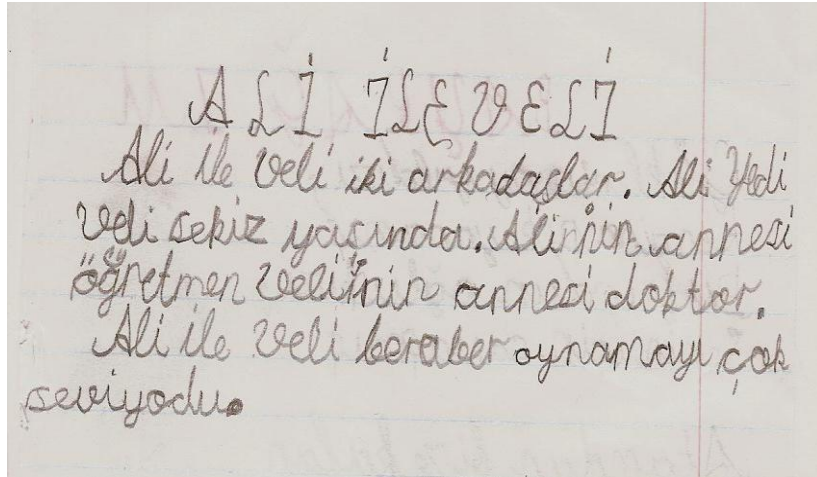 ALİ İLE VELİ
Ali ile Veli iki arkadaşlar. Ali Yedi
Veli sekiz yaşında. Ali'nin annesi
öğretmen Veli'nin annesi doktor.
Ali ile Veli beraber oynamayı çok
seviyodu.